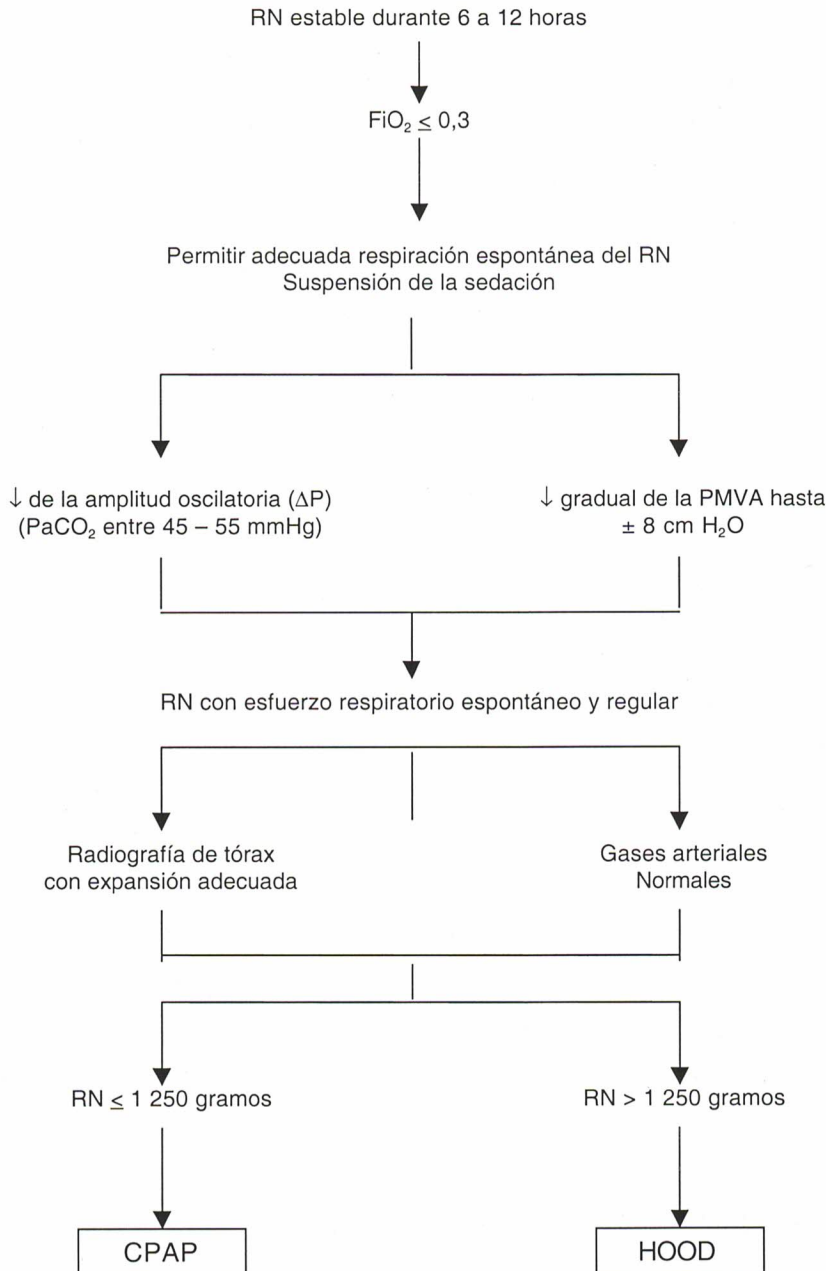 RN estable durante 6 a 12 horas
FiO₂ ≤ 0,3
Permitir adecuada respiración espontánea del RN
Suspensión de la sedación
↓ de la amplitud oscilatoria (ΔP)
(PaCO₂ entre 45 – 55 mmHg)
↓ gradual de la PMVA hasta
± 8 cm H₂O
RN con esfuerzo respiratorio espontáneo y regular
Radiografía de tórax
con expansión adecuada
Gases arteriales
Normales
RN ≤ 1 250 gramos
RN > 1 250 gramos
CPAP
HOOD